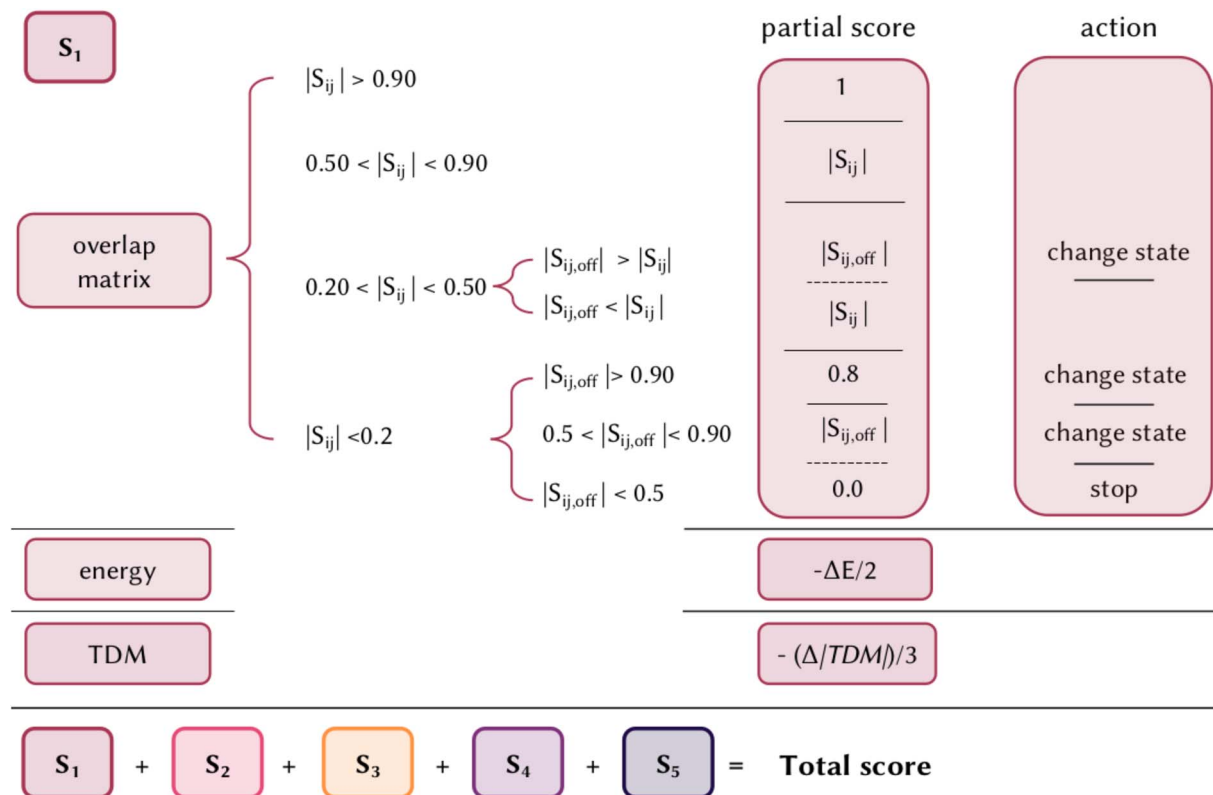 partial score action
S₁
|Sᵢⱼ| > 0.90 1
0.50 < |Sᵢⱼ| < 0.90 |Sᵢⱼ|
overlap
matrix
0.20 < |Sᵢⱼ| < 0.50
|Sᵢⱼ,off| > |Sᵢⱼ| |Sᵢⱼ,off| change state
|Sᵢⱼ,off < |Sᵢⱼ| |Sᵢⱼ|
|Sᵢⱼ| <0.2
|Sᵢⱼ,off |> 0.90 0.8 change state
0.5 < |Sᵢⱼ,off |< 0.90 |Sᵢⱼ,off| change state
|Sᵢⱼ,off| < 0.5 0.0 stop
energy -ΔE/2
TDM - (Δ|TDM|)/3
S₁ + S₂ + S₃ + S₄ + S₅ = Total score